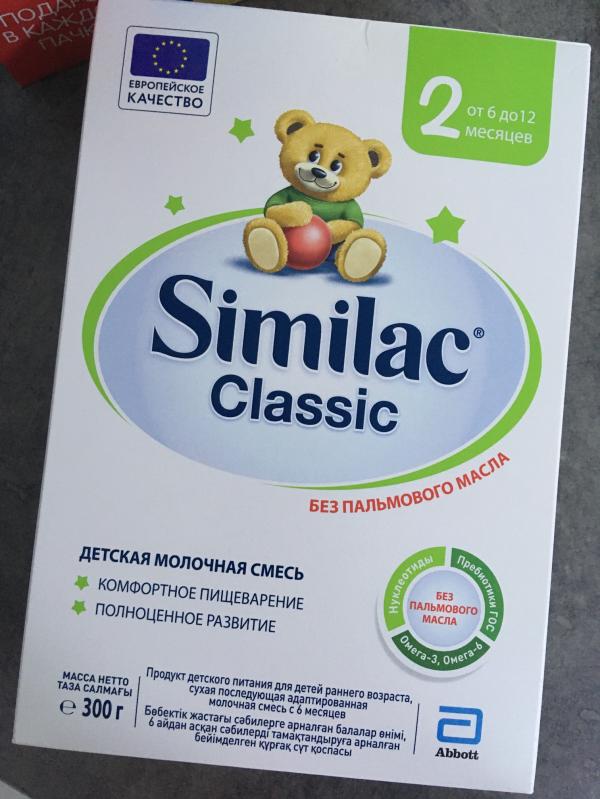 ПОДАР
В КАЖД
ПАЧК
ЕВРОПЕЙСКОЕ
КАЧЕСТВО
2 от 6 до 12
месяцев
Similac®
Classic
БЕЗ ПАЛЬМОВОГО МАСЛА
ДЕТСКАЯ МОЛОЧНАЯ СМЕСЬ
КОМФОРТНОЕ ПИЩЕВАРЕНИЕ
ПОЛНОЦЕННОЕ РАЗВИТИЕ
Нуклеотиды
Пребиотики ГОС
Омега-3, Омега-6
БЕЗ
ПАЛЬМОВОГО
МАСЛА
МАССА НЕТТО
ТАЗА САЛМАҒЫ
℮ 300 г
Продукт детского питания для детей раннего возраста,
сухая последующая адаптированная
молочная смесь с 6 месяцев
Бөбектік жастағы сәбилерге арналған балалар өнімі,
6 айдан асқан сәбилерді тамақтандыруға арналған
бейімделген құрғақ сүт қоспасы
Abbott